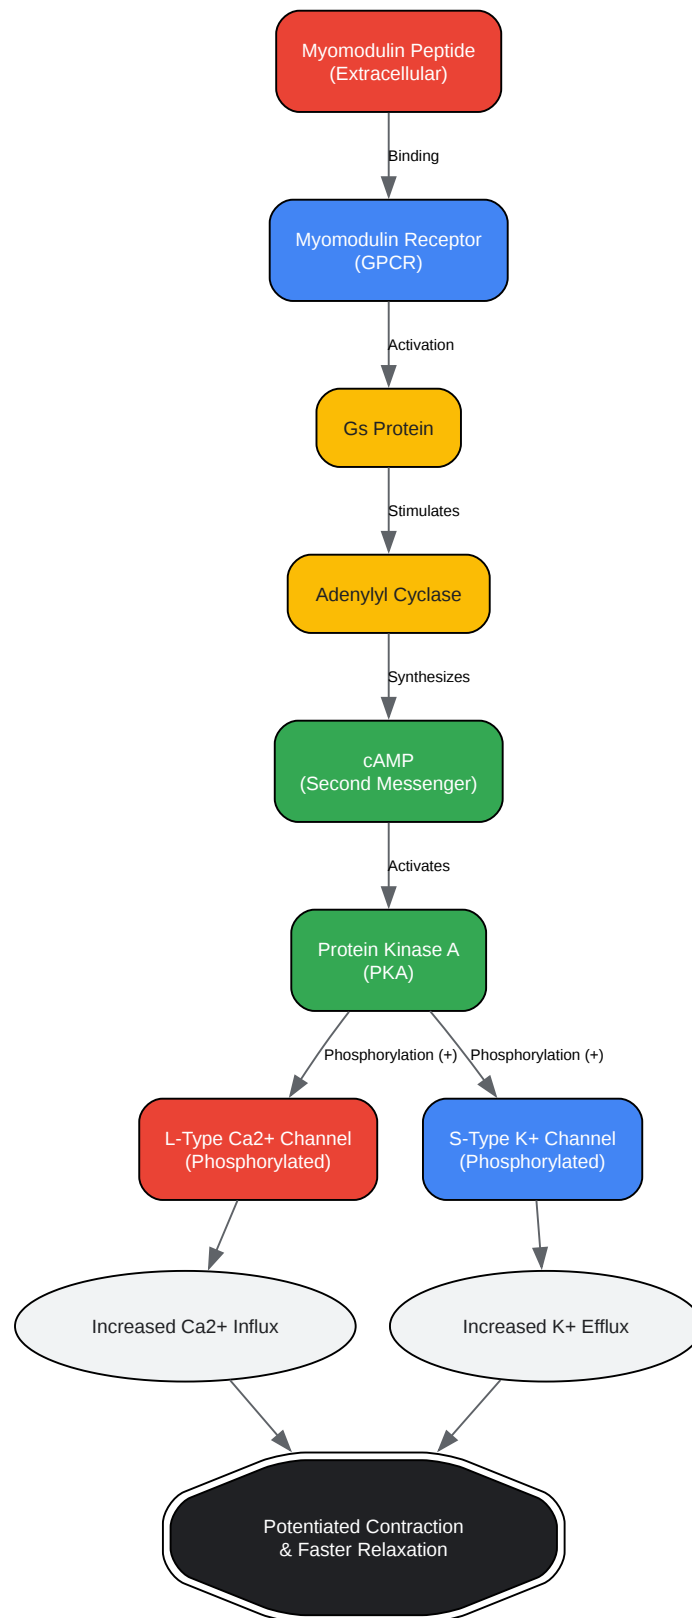 Myomodulin Peptide
(Extracellular)
Binding
Myomodulin Receptor
(GPCR)
Activation
Gs Protein
Stimulates
Adenylyl Cyclase
Synthesizes
cAMP
(Second Messenger)
Activates
Protein Kinase A
(PKA)
Phosphorylation (+)
Phosphorylation (+)
L-Type Ca2+ Channel
(Phosphorylated)
S-Type K+ Channel
(Phosphorylated)
Increased Ca2+ Influx
Increased K+ Efflux
Potentiated Contraction
& Faster Relaxation